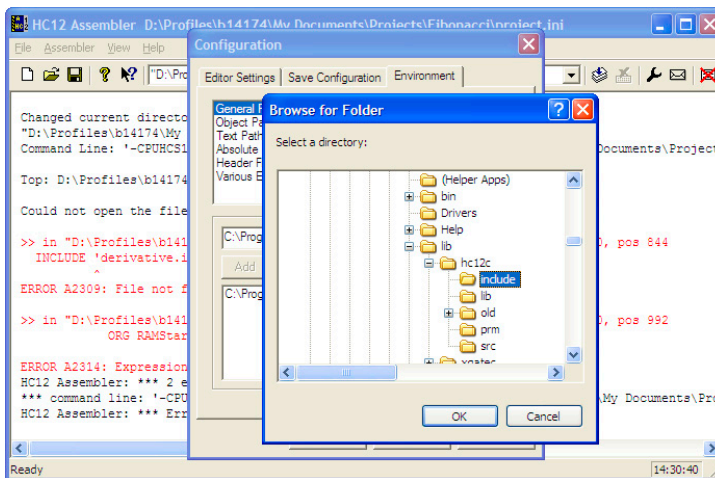 HC12 Assembler D:\Profiles\b14174\My Documents\Projects\Fibonacci\project.ini
File Assembler View Help
"D:\Pro
Configuration
Editor Settings Save Configuration Environment
General
Object Pa
Text Path
Absolute
Header F
Various E
C:\Prog
Add
C:\Prog
Browse for Folder
Select a directory:
(Helper Apps)
bin
Drivers
Help
lib
hc12c
include
lib
old
prm
src
xgatec
OK Cancel
Changed current directo
"D:\Profiles\b14174\My
Command Line: '-CPUHCS1 Documents\Project
Top: D:\Profiles\b14174
Could not open the file
>> in "D:\Profiles\b141 0, pos 844
INCLUDE 'derivative.i
^
ERROR A2309: File not f
>> in "D:\Profiles\b141 0, pos 992
ORG RAMStar
ERROR A2314: Expression
HC12 Assembler: *** 2 e
*** command line: '-CPU \My Documents\Pro
HC12 Assembler: *** Err
Ready 14:30:40